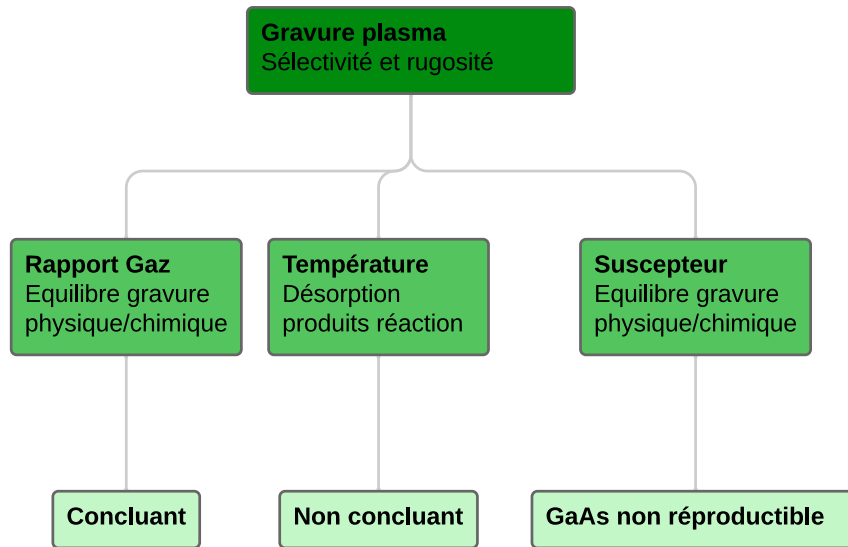 Gravure plasma
Sélectivité et rugosité
Rapport Gaz
Equilibre gravure
physique/chimique
Température
Désorption
produits réaction
Suscepteur
Equilibre gravure
physique/chimique
Concluant
Non concluant
GaAs non réproductible